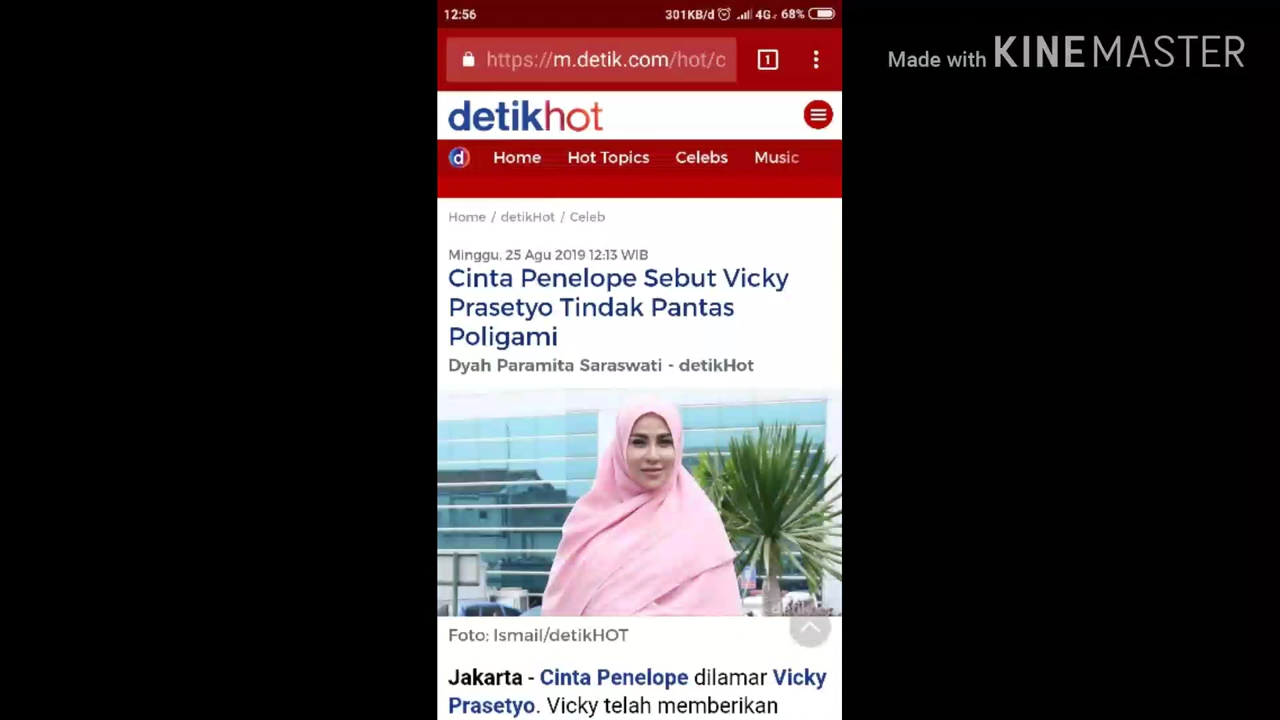 12:56 301KB/d 4G 68%
Made with KINEMASTER
https://m.detik.com/hot/c 1
detikhot
d Home Hot Topics Celebs Music
Home / detikHot / Celeb
Minggu, 25 Agu 2019 12:13 WIB
Cinta Penelope Sebut Vicky
Prasetyo Tindak Pantas
Poligami
Dyah Paramita Saraswati - detikHot
detikhot
Foto: Ismail/detikHOT
Jakarta - Cinta Penelope dilamar Vicky
Prasetyo. Vicky telah memberikan